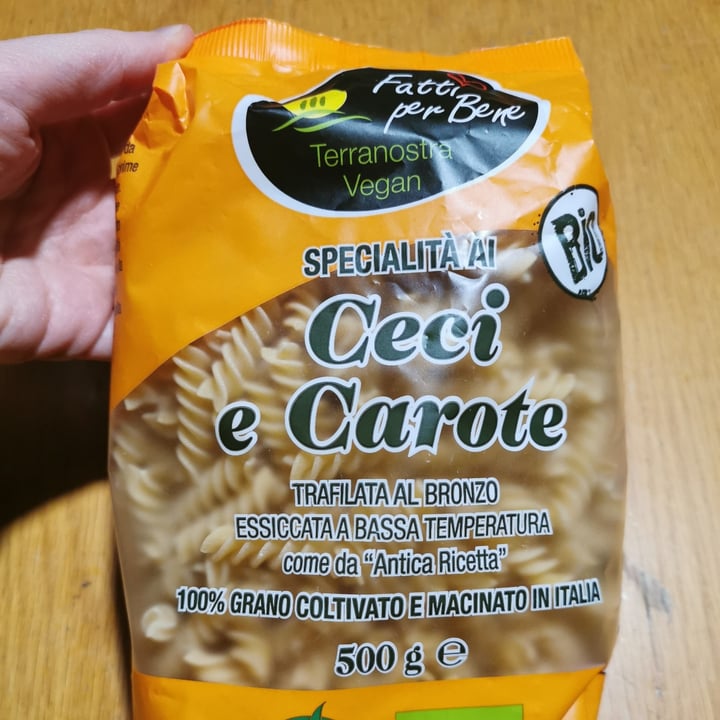 Fatti
per Bene
Terranostra
Vegan
Bio
SPECIALITÀ AI
Ceci
e Carote
TRAFILATA AL BRONZO
ESSICCATA A BASSA TEMPERATURA
come da "Antica Ricetta"
100% GRANO COLTIVATO E MACINATO IN ITALIA
500 g e